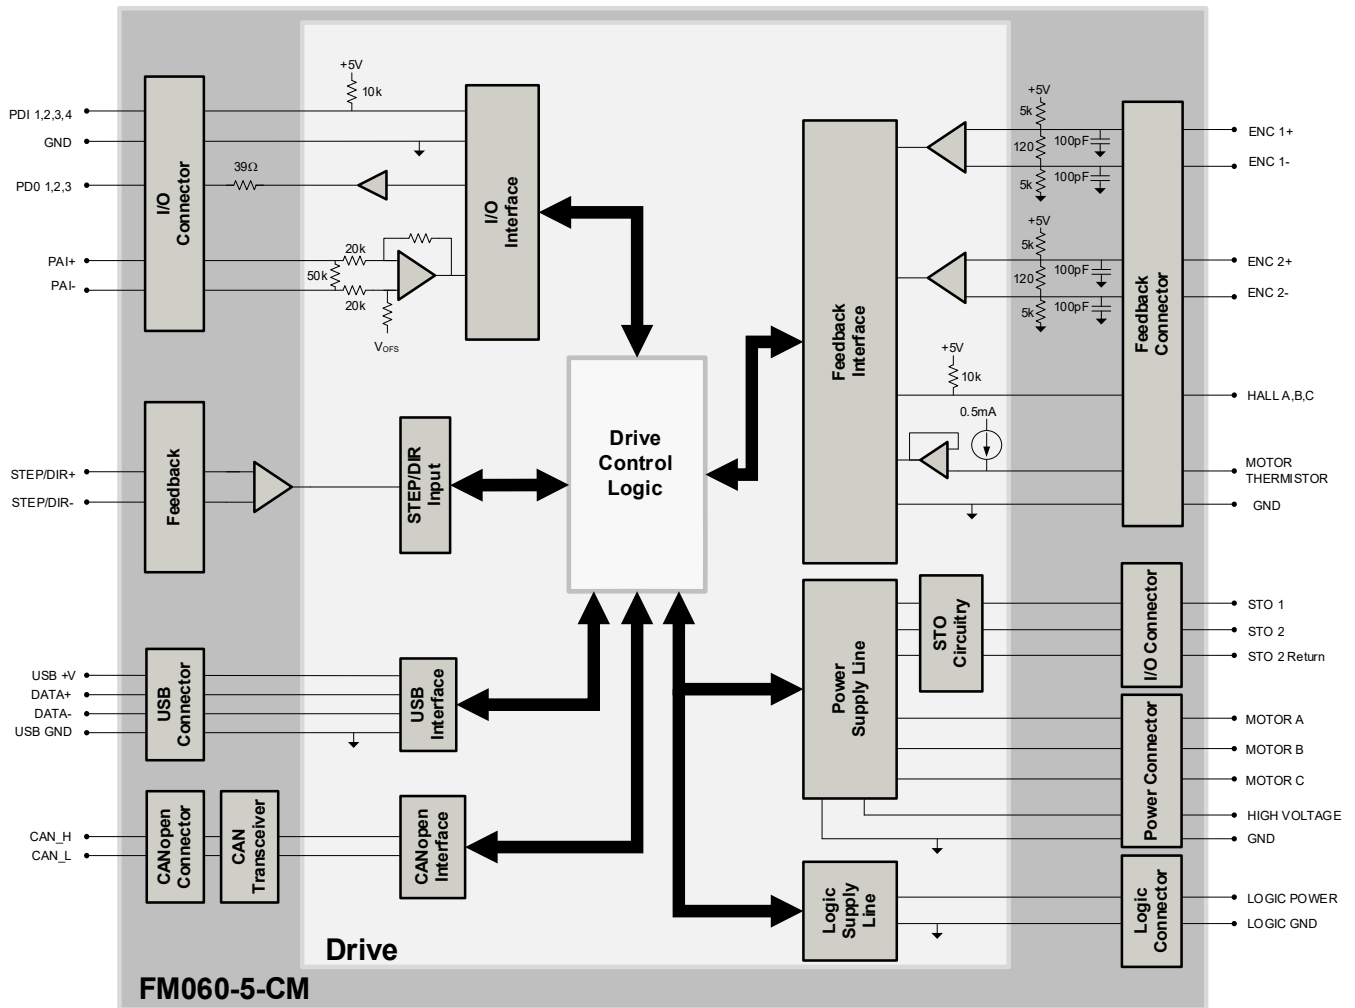 +5V
10k
PDI 1,2,3,4
GND
39Ω
PD0 1,2,3
I/O
Connector
I/O
Interface
PAI+
PAI-
20k
50k
20k
VOFS
+5V
5k
120
5k
100pF
100pF
ENC 1+
ENC 1-
+5V
5k
120
5k
100pF
100pF
ENC 2+
ENC 2-
Feedback
Interface
Feedback
Connector
+5V
10k
HALL A,B,C
0.5mA
MOTOR
THERMISTOR
GND
Drive
Control
Logic
STEP/DIR+
STEP/DIR-
Feedback
STEP/DIR
Input
STO
Circuitry
I/O Connector
STO 1
STO 2
STO 2 Return
Power
Supply Line
Power Connector
MOTOR A
MOTOR B
MOTOR C
HIGH VOLTAGE
GND
USB +V
DATA+
DATA-
USB GND
USB
Connector
USB
Interface
CAN_H
CAN_L
CANopen
Connector
CAN
Transceiver
CANopen
Interface
Logic
Supply
Line
Logic
Connector
LOGIC POWER
LOGIC GND
Drive
FM060-5-CM